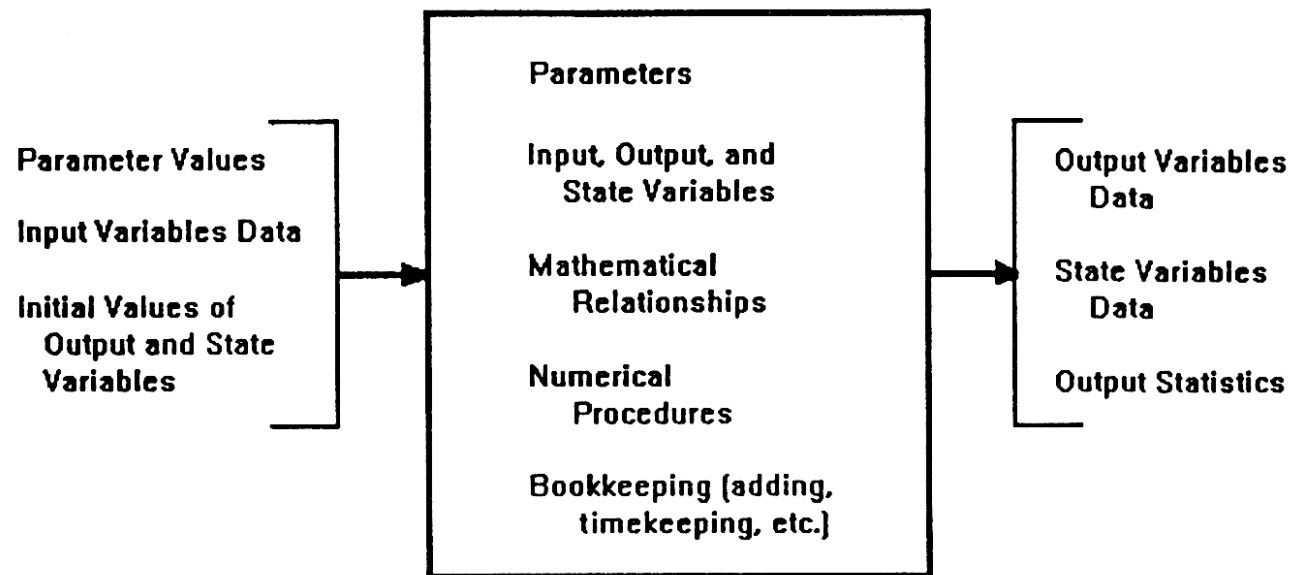 Parameter Values
Input Variables Data
Initial Values of
Output and State
Variables
Parameters
Input, Output, and
State Variables
Mathematical
Relationships
Numerical
Procedures
Bookkeeping (adding,
timekeeping, etc.)
Output Variables
Data
State Variables
Data
Output Statistics